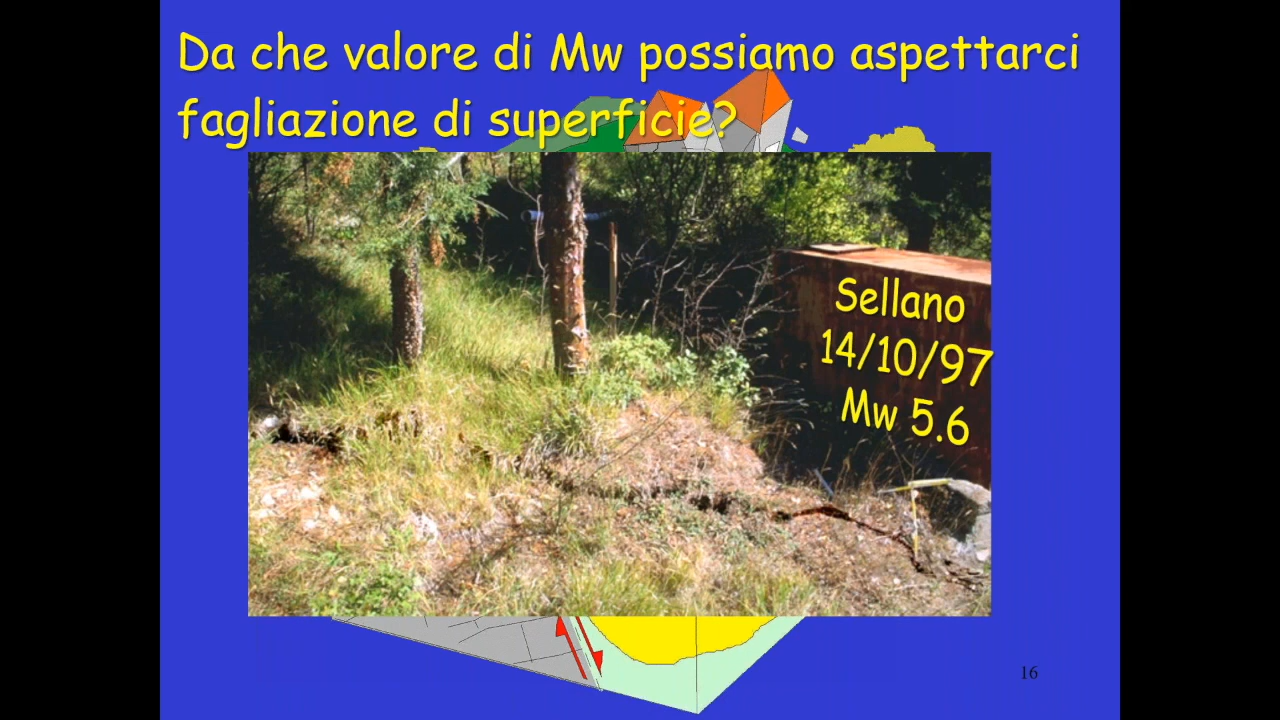 Da che valore di Mw possiamo aspettarci
fagliazione di superficie?
Sellano
14/10/97
Mw 5.6
16